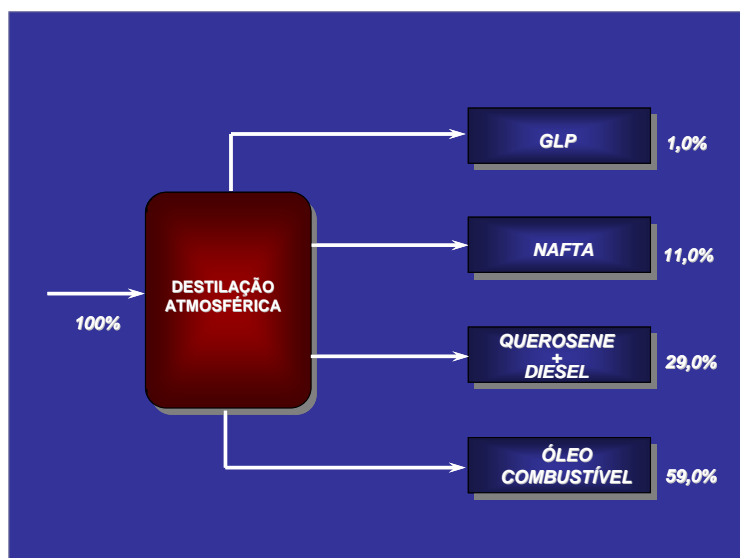 GLP
1,0%
NAFTA
11,0%
DESTILAÇÃO
ATMOSFÉRICA
100%
QUEROSENE
+
DIESEL
29,0%
ÓLEO
COMBUSTÍVEL
59,0%